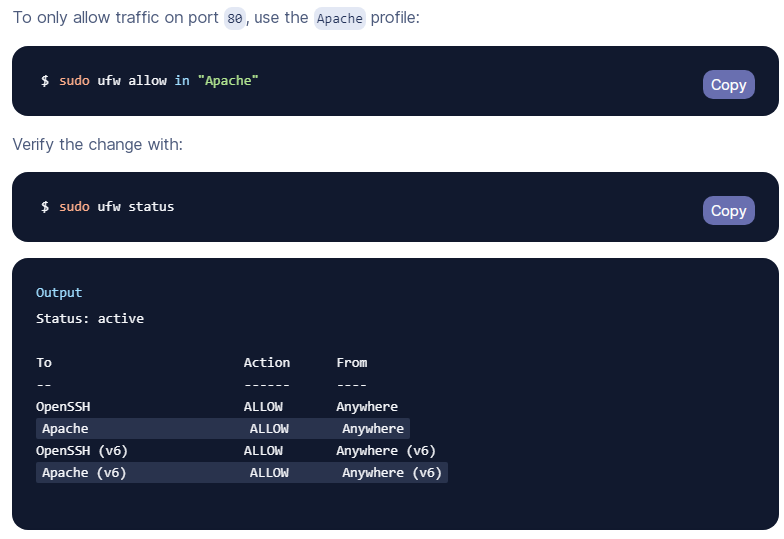 To only allow traffic on port 80, use the Apache profile:
$ sudo ufw allow in "Apache"
Copy
Verify the change with:
$ sudo ufw status
Copy
Output
Status: active
To                         Action      From
--                         ------      ----
OpenSSH                    ALLOW       Anywhere
Apache                     ALLOW       Anywhere
OpenSSH (v6)               ALLOW       Anywhere (v6)
Apache (v6)                ALLOW       Anywhere (v6)